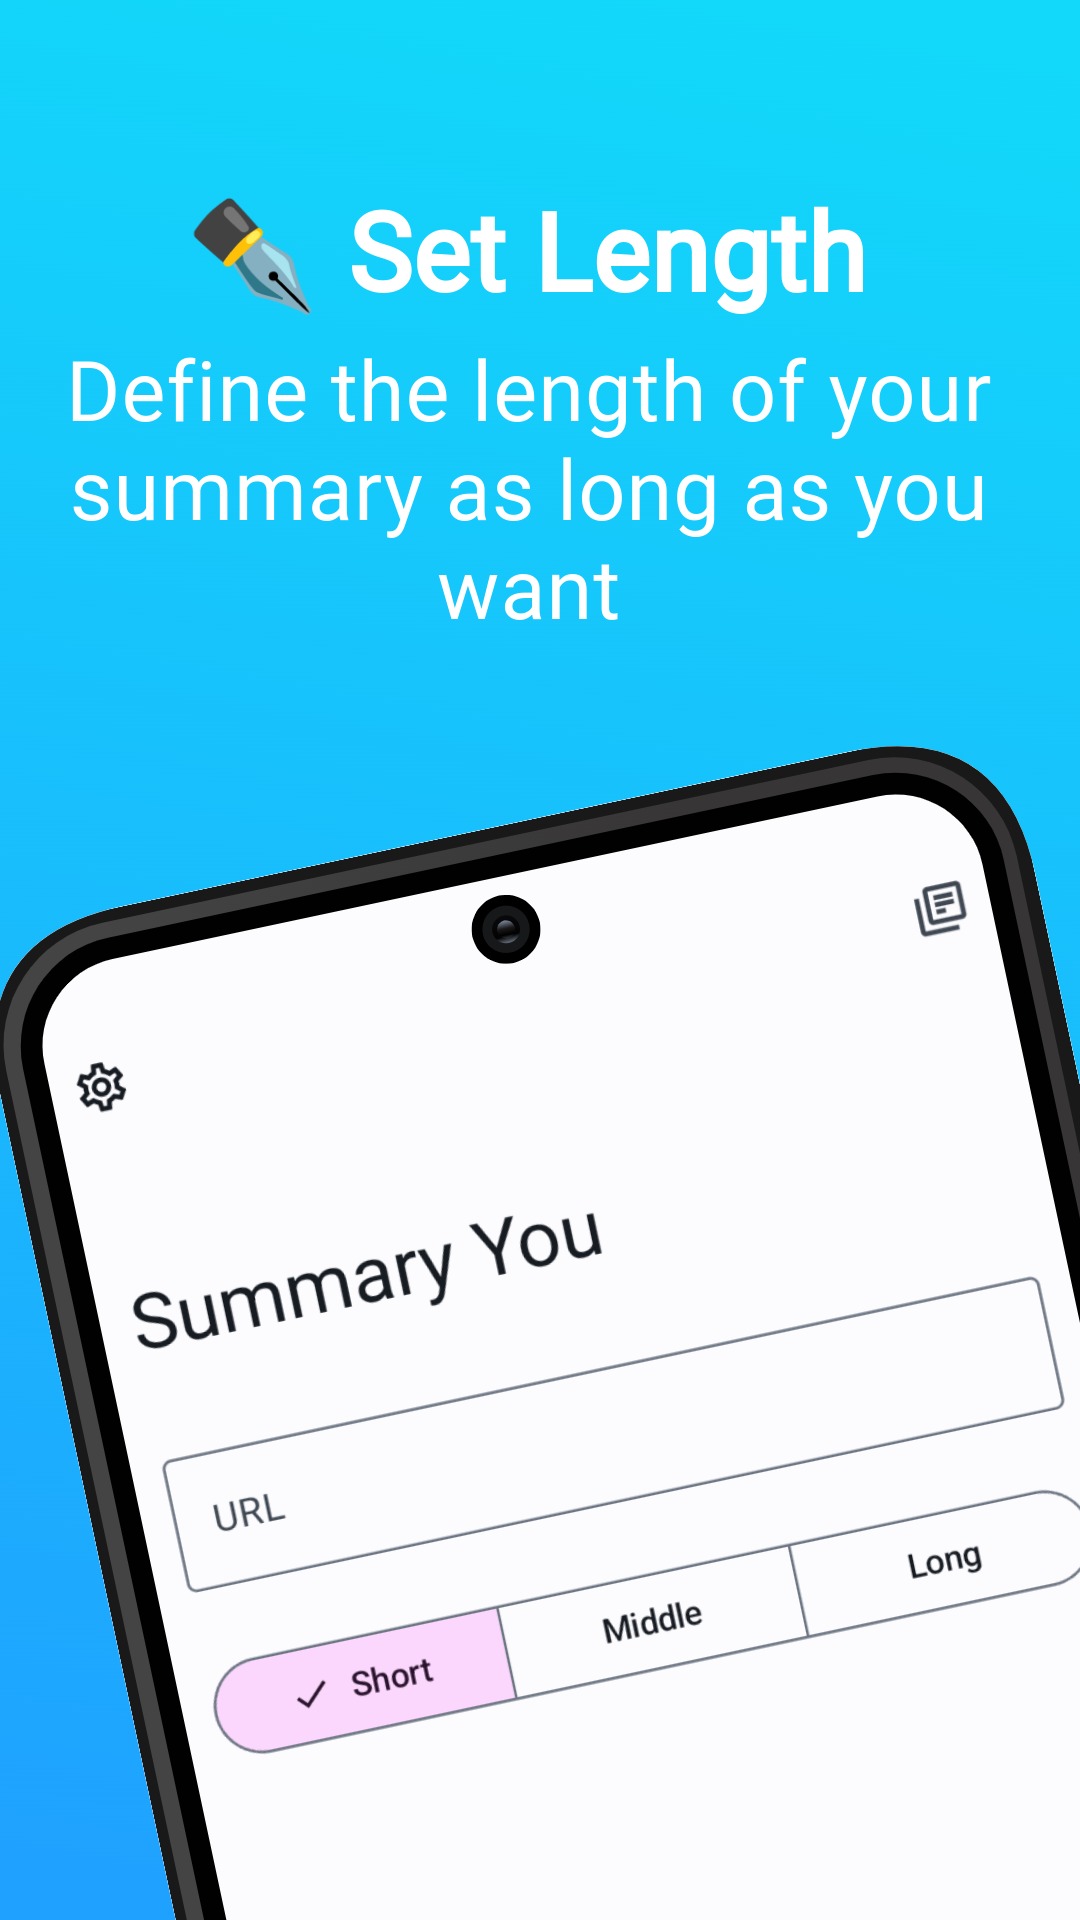 Set Length
Define the length of your
summary as long as you
want
Summary You
URL
Short
Middle
Long